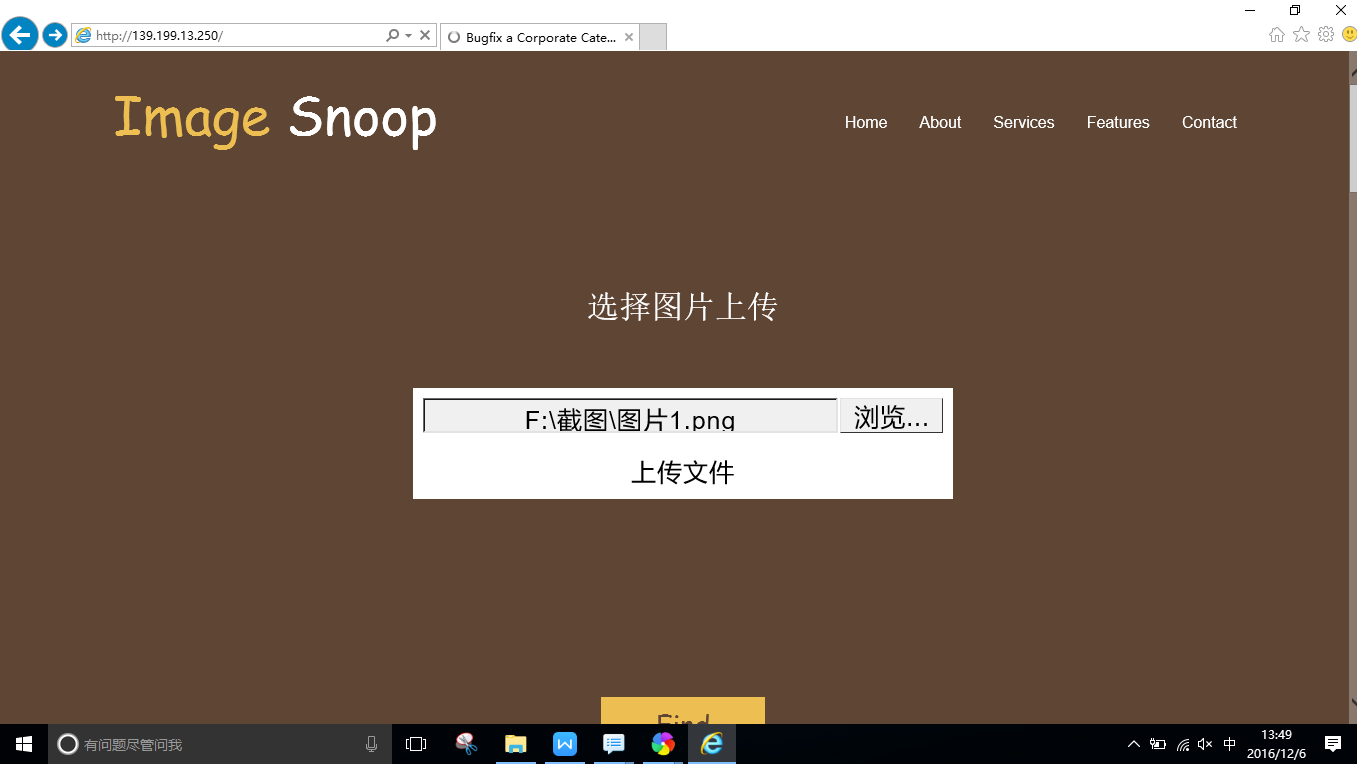 http://139.199.13.250/
Bugfix a Corporate Cate...
Image Snoop
Home About Services Features Contact
选择图片上传
F:\截图\图片1.png 浏览...
上传文件
Find
有问题尽管问我
中
13:49
2016/12/6